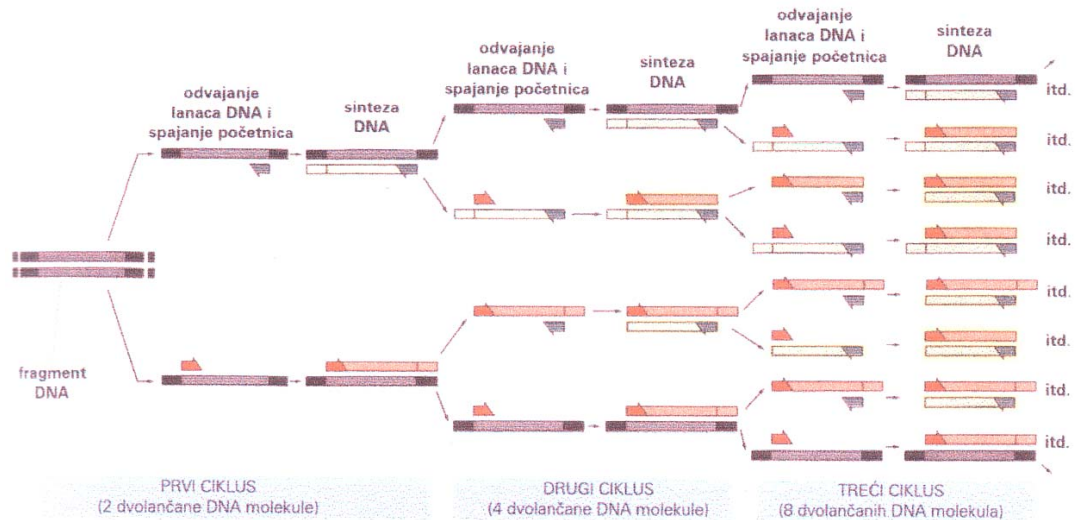 odvajanje
lanaca DNA i
spajanje početnica
sinteza
DNA
odvajanje
lanaca DNA i
spajanje početnica
sinteza
DNA
odvajanje
lanaca DNA i
spajanje početnica
sinteza
DNA
itd.
itd.
itd.
itd.
itd.
itd.
itd.
itd.
fragment
DNA
PRVI CIKLUS
(2 dvolančane DNA molekule)
DRUGI CIKLUS
(4 dvolančane DNA molekule)
TREĆI CIKLUS
(8 dvolančanih DNA molekula)